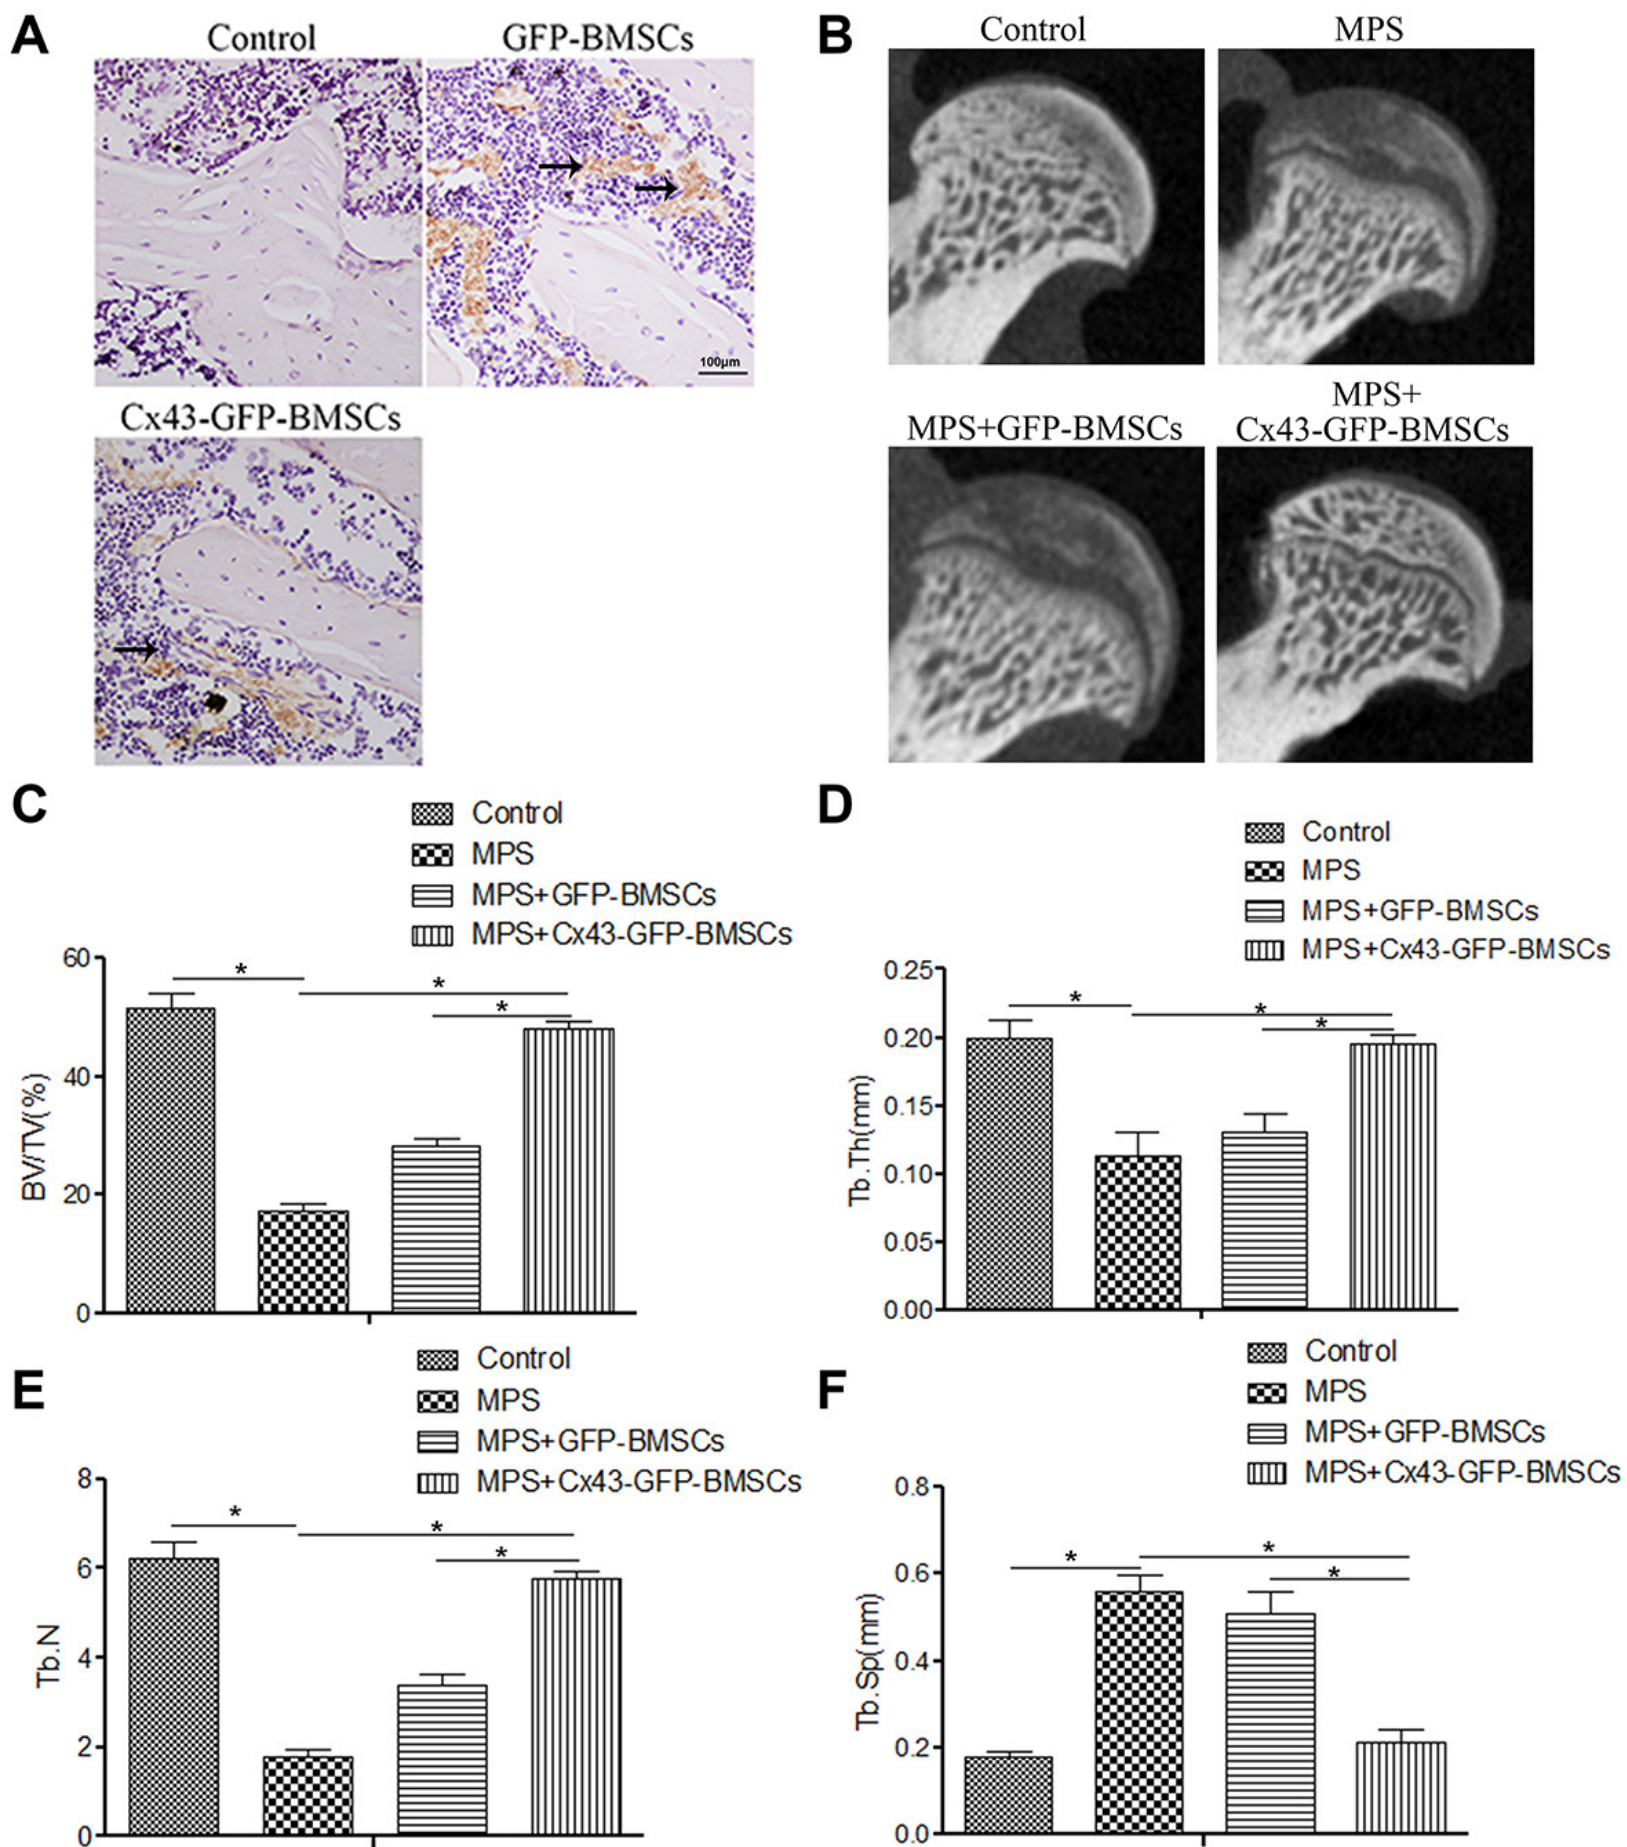 A
Control
GFP-BMSCs
100µm
Cx43-GFP-BMSCs
B
Control
MPS
MPS+GFP-BMSCs
MPS+
Cx43-GFP-BMSCs
C
Control
MPS
MPS+GFP-BMSCs
MPS+Cx43-GFP-BMSCs
BV/TV(%)
60
40
20
0
*
*
*
D
Control
MPS
MPS+GFP-BMSCs
MPS+Cx43-GFP-BMSCs
Tb.Th(mm)
0.25
0.20
0.15
0.10
0.05
0.00
*
*
*
E
Control
MPS
MPS+GFP-BMSCs
MPS+Cx43-GFP-BMSCs
Tb.N
8
6
4
2
0
*
*
*
F
Control
MPS
MPS+GFP-BMSCs
MPS+Cx43-GFP-BMSCs
Tb.Sp(mm)
0.8
0.6
0.4
0.2
0.0
*
*
*